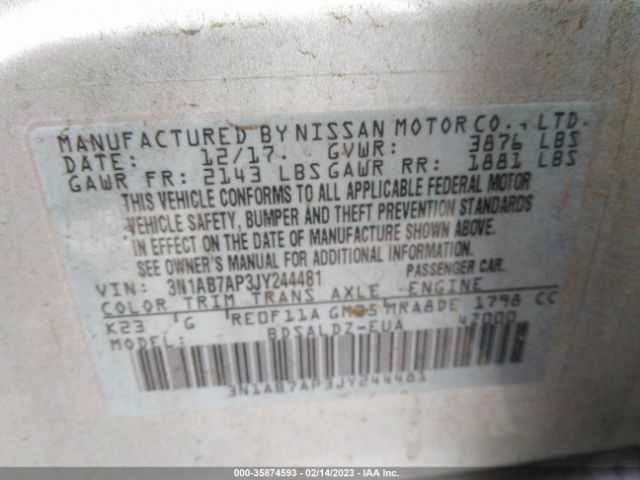 MANUFACTURED BY NISSAN MOTOR CO., LTD.
DATE: 12/17. GVWR: 3876 LBS
GAWR FR: 2143 LBS GAWR RR: 1881 LBS
THIS VEHICLE CONFORMS TO ALL APPLICABLE FEDERAL MOTOR
VEHICLE SAFETY, BUMPER AND THEFT PREVENTION STANDARDS
IN EFFECT ON THE DATE OF MANUFACTURE SHOWN ABOVE.
SEE OWNER'S MANUAL FOR ADDITIONAL INFORMATION.
VIN: 3N1AB7AP3JY244481 PASSENGER CAR.
COLOR TRIM TRANS AXLE ENGINE
K23 G RE0F11A MRA8DE 1798 CC
MODEL: BDSALDZ-EUA 4Z000
3N1AB7AP3JY244481
000-35874593 - 02/14/2023 - IAA Inc.